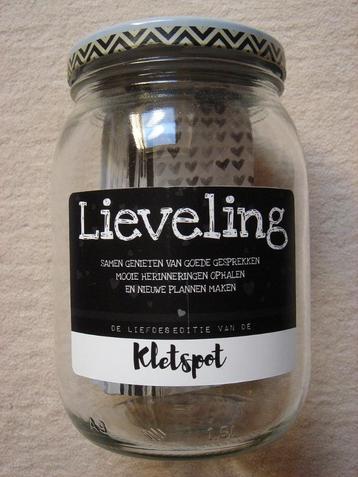 Lieveling
SAMEN GENIETEN VAN GOEDE GESPREKKEN
MOOIE HERINNERINGEN OPHALEN
EN NIEUWE PLANNEN MAKEN
DE LIEFDESEDITIE VAN DE
Kletspot